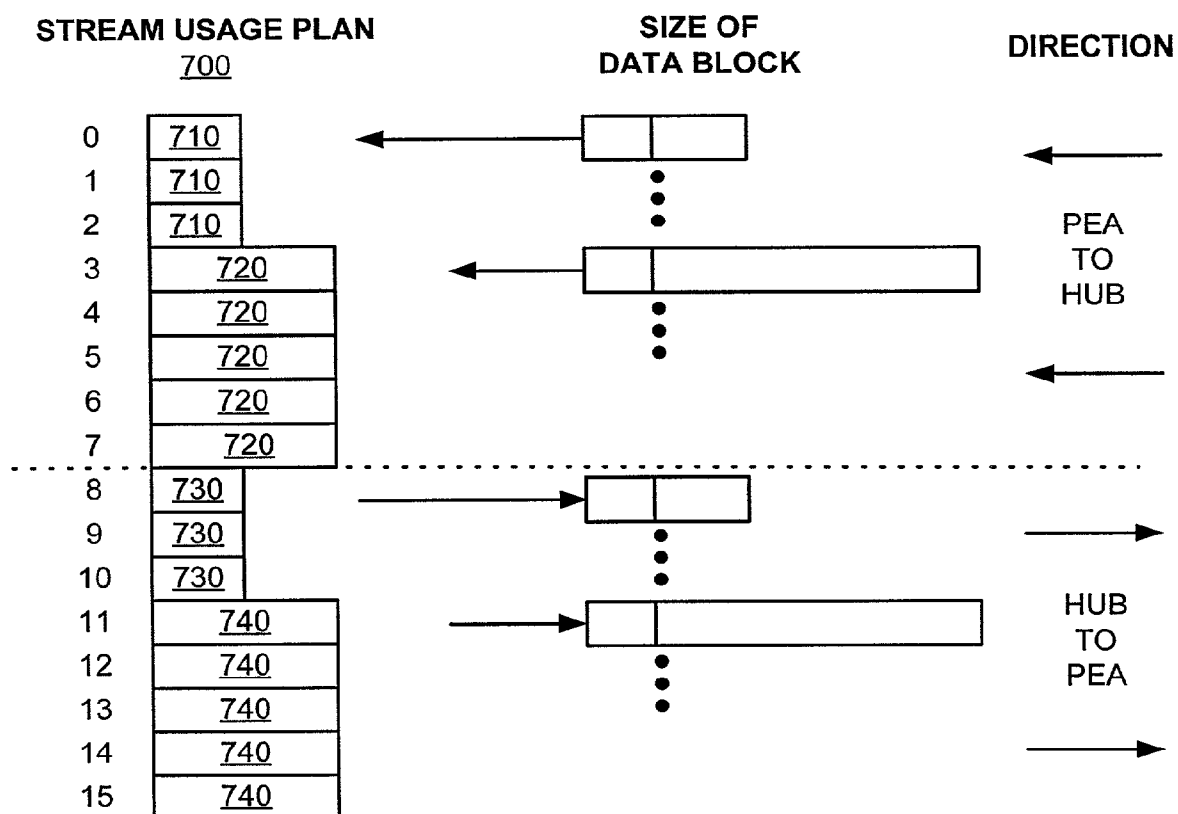 STREAM USAGE PLAN
700
SIZE OF
DATA BLOCK
DIRECTION
0 710
1 710
2 710
3 720
4 720
5 720
6 720
7 720
PEA
TO
HUB
8 730
9 730
10 730
11 740
12 740
13 740
14 740
15 740
HUB
TO
PEA